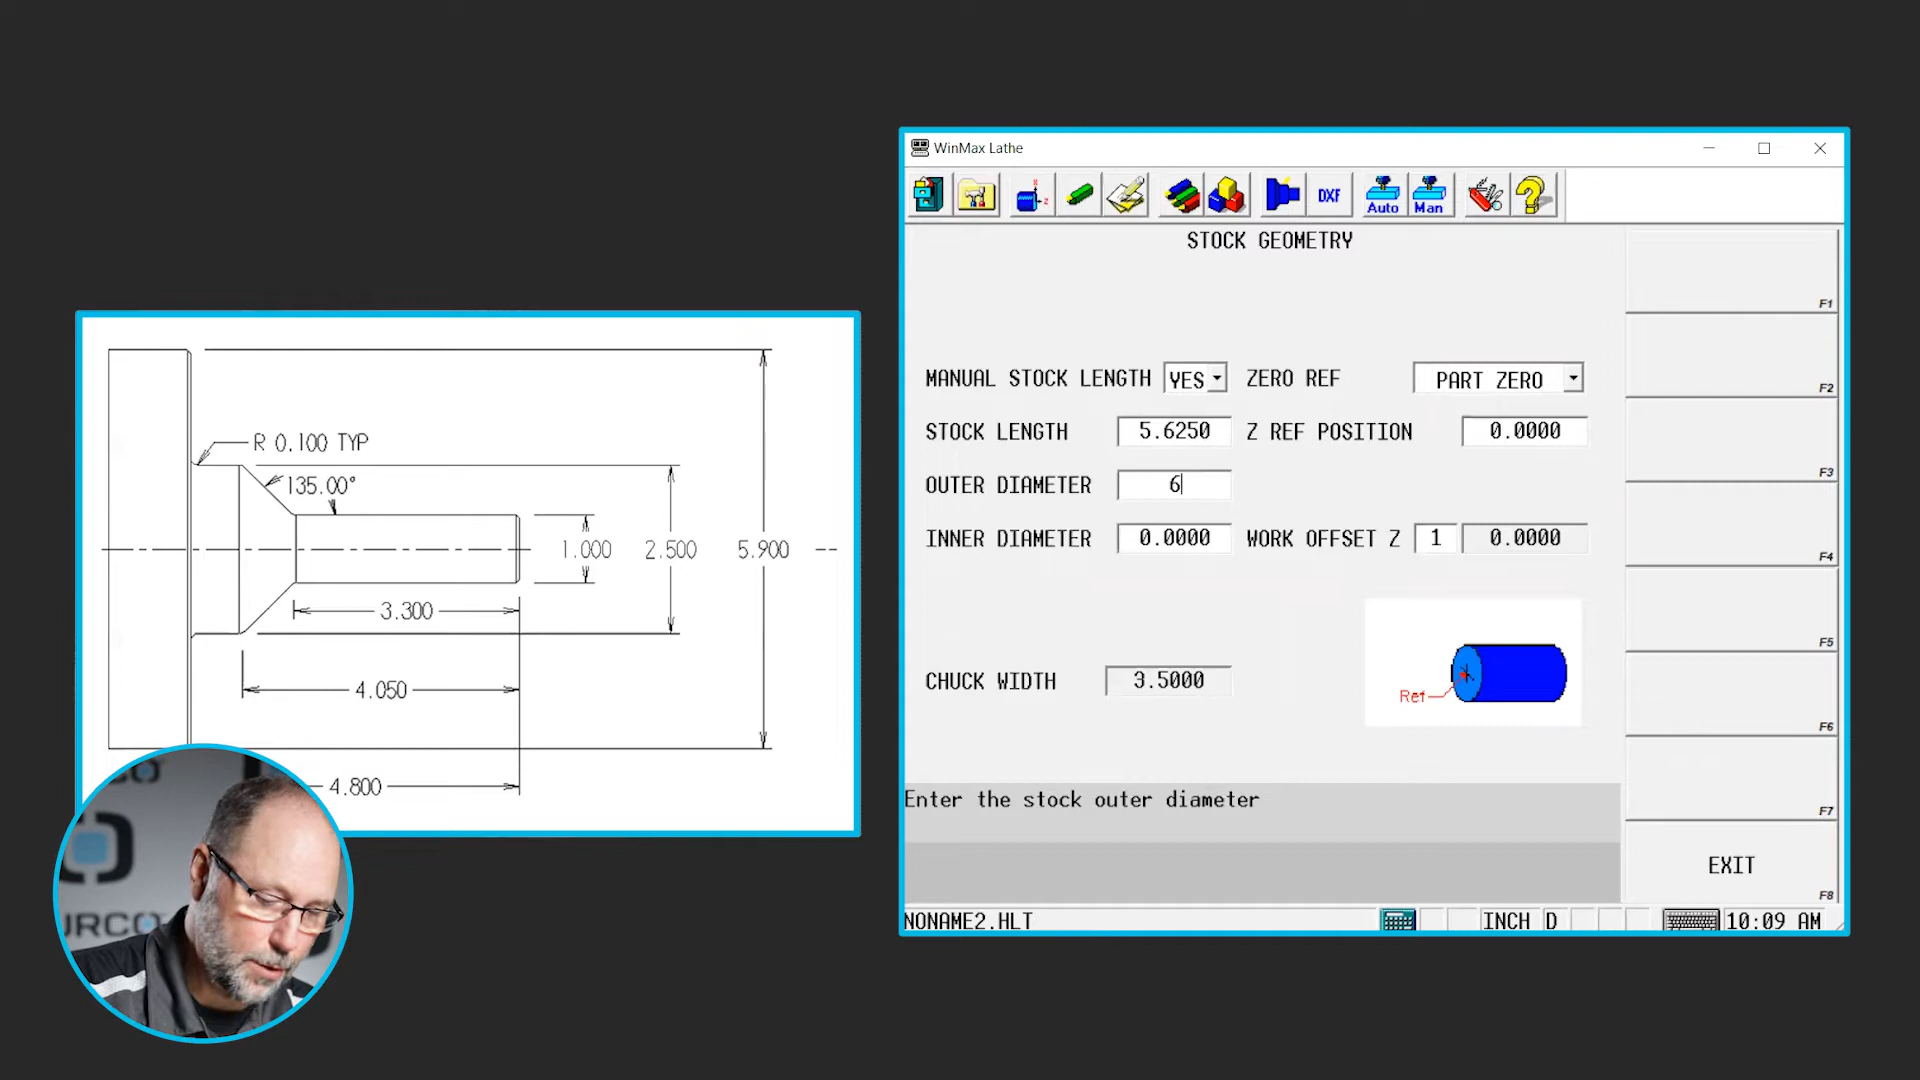 WinMax Lathe
DXF
Auto
Man
STOCK GEOMETRY
F1
MANUAL STOCK LENGTH YES ZERO REF PART ZERO
F2
STOCK LENGTH 5.6250 Z REF POSITION 0.0000
F3
OUTER DIAMETER 6
INNER DIAMETER 0.0000 WORK OFFSET Z 1 0.0000
F4
F5
CHUCK WIDTH 3.5000
Ref
F6
Enter the stock outer diameter
F7
EXIT
F8
NONAME2.HLT INCH D 10:09 AM
R 0.100 TYP
135.00°
1.000 2.500 5.900
3.300
4.050
4.800